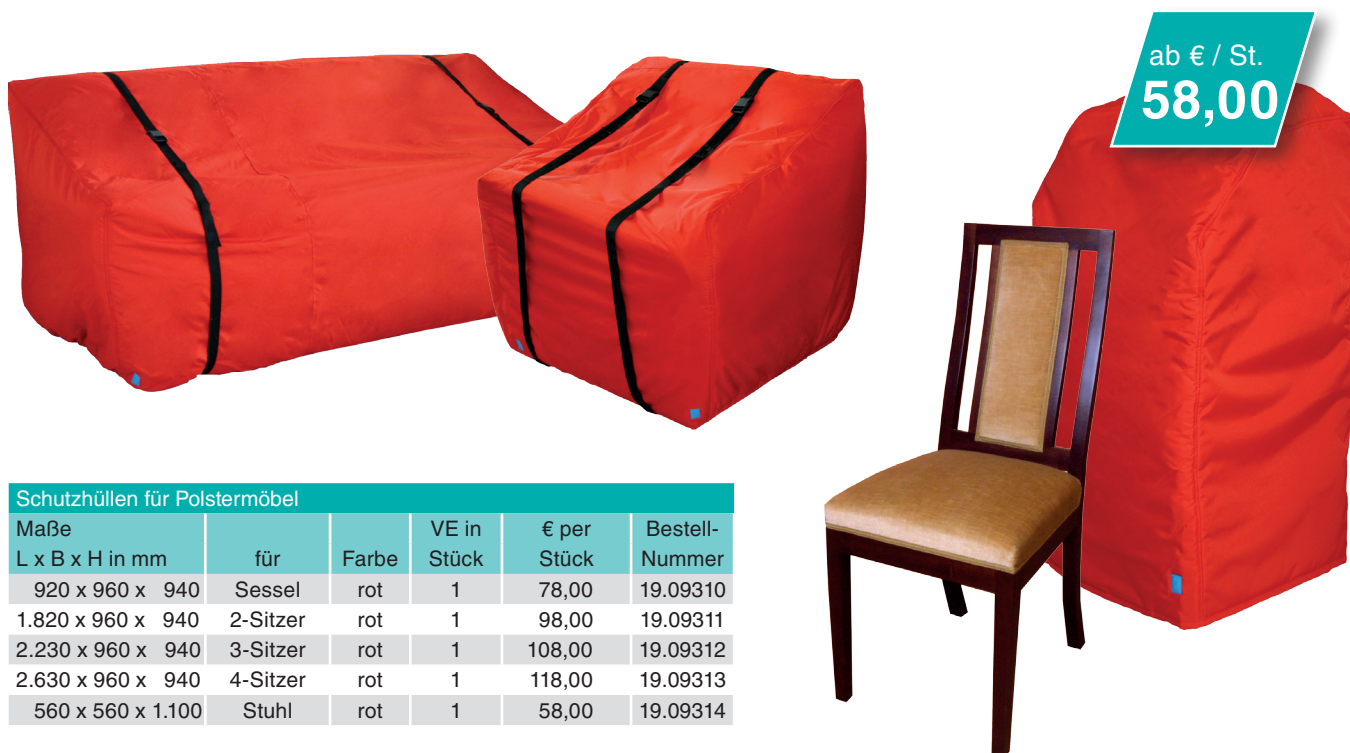 ab € / St.
58,00
Schutzhüllen für Polstermöbel
Maße VE in € per Bestell-
L x B x H in mm für Farbe Stück Stück Nummer
920 x 960 x 940 Sessel rot 1 78,00 19.09310
1.820 x 960 x 940 2-Sitzer rot 1 98,00 19.09311
2.230 x 960 x 940 3-Sitzer rot 1 108,00 19.09312
2.630 x 960 x 940 4-Sitzer rot 1 118,00 19.09313
560 x 560 x 1.100 Stuhl rot 1 58,00 19.09314